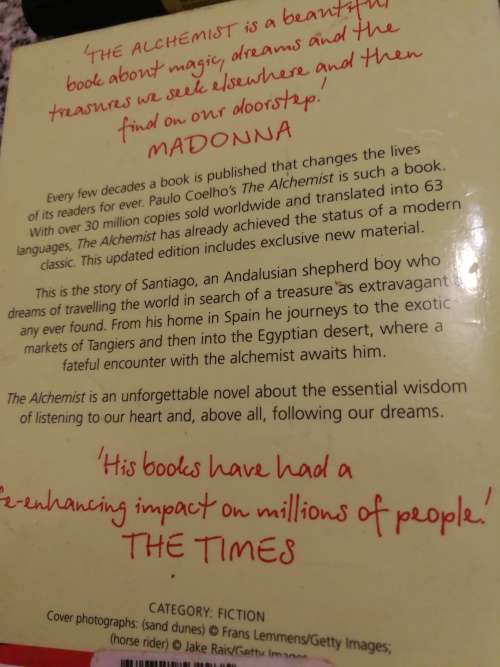 'THE ALCHEMIST is a beautiful
book about magic, dreams and the
treasures we seek elsewhere and then
find on our doorstep.'
MADONNA
Every few decades a book is published that changes the lives
of its readers for ever. Paulo Coelho's The Alchemist is such a book.
With over 30 million copies sold worldwide and translated into 63
languages, The Alchemist has already achieved the status of a modern
classic. This updated edition includes exclusive new material.
This is the story of Santiago, an Andalusian shepherd boy who
dreams of travelling the world in search of a treasure as extravagant
any ever found. From his home in Spain he journeys to the exotic
markets of Tangiers and then into the Egyptian desert, where a
fateful encounter with the alchemist awaits him.
The Alchemist is an unforgettable novel about the essential wisdom
of listening to our heart and, above all, following our dreams.
'His books have had a
fe-enhancing impact on millions of people.'
THE TIMES
CATEGORY: FICTION
Cover photographs: (sand dunes) © Frans Lemmens/Getty Images;
(horse rider) © Jake Rais/Getty Images